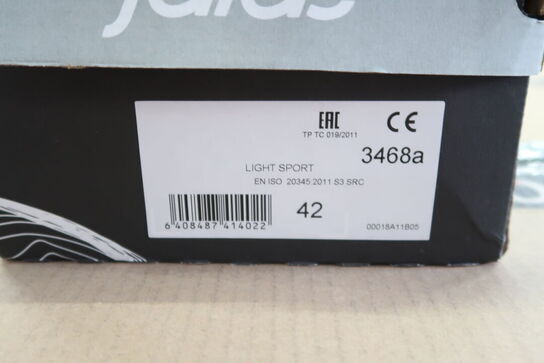 jalas
EAC CE
TP TC 019/2011
3468a
LIGHT SPORT
EN ISO 20345:2011 S3 SRC
42
6 408487 414022
00018A11B05